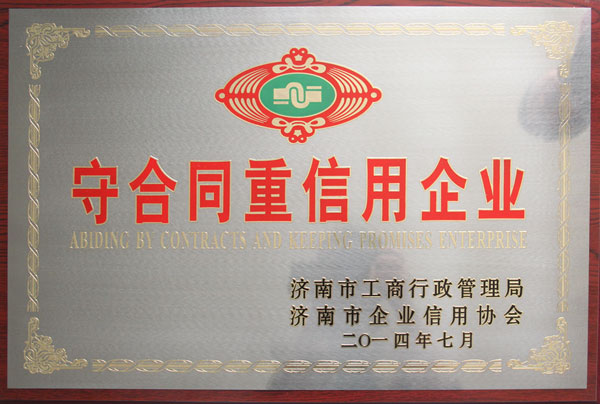 守合同重信用企业
ABIDING BY CONTRACTS AND KEEPING PROMISES ENTERPRISE
济南市工商行政管理局
济南市企业信用协会
二〇一四年七月